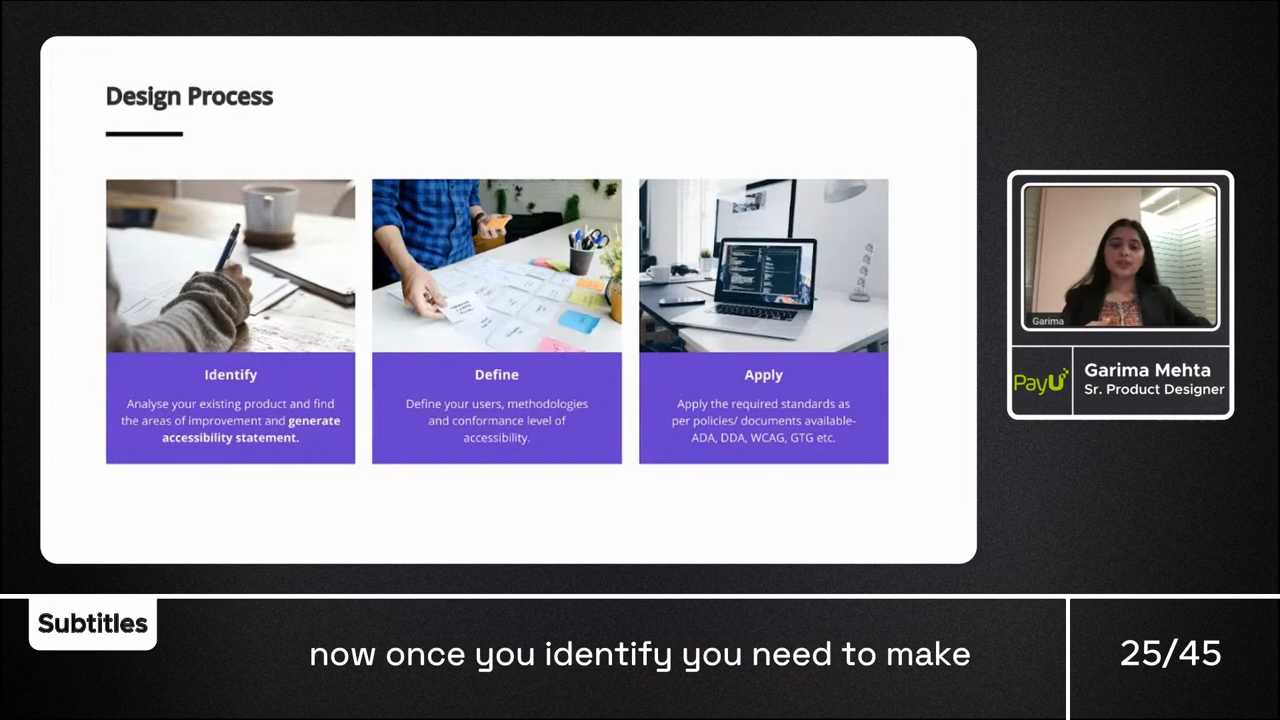 Design Process
Identify
Analyse your existing product and find
the areas of improvement and generate
accessibility statement.
Define
Define your users, methodologies
and conformance level of
accessibility.
Apply
Apply the required standards as
per policies/ documents available-
ADA, DDA, WCAG, GTG etc.
Garima
PayU
Garima Mehta
Sr. Product Designer
Subtitles
now once you identify you need to make
25/45